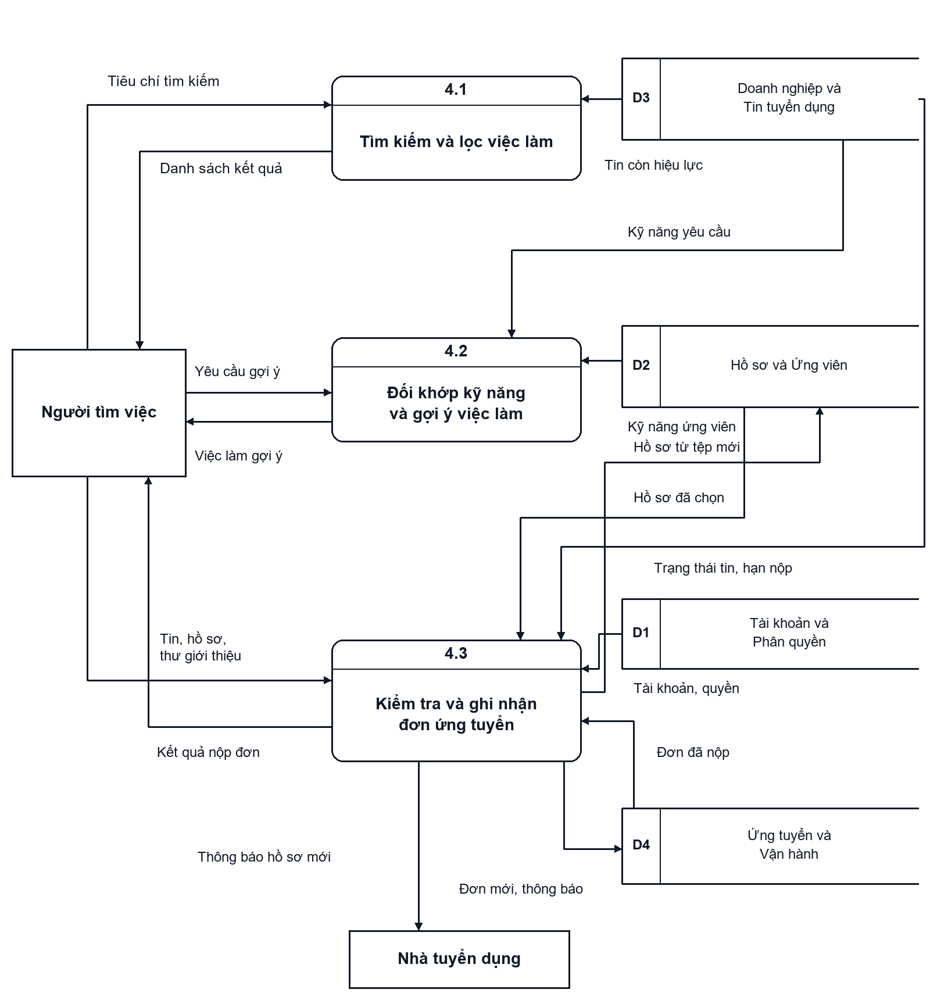 Tiêu chí tìm kiếm
4.1
Tìm kiếm và lọc việc làm
D3
Doanh nghiệp và
Tin tuyển dụng
Danh sách kết quả
Tin còn hiệu lực
Kỹ năng yêu cầu
Người tìm việc
Yêu cầu gợi ý
4.2
Đối khớp kỹ năng
và gợi ý việc làm
D2
Hồ sơ và Ứng viên
Việc làm gợi ý
Kỹ năng ứng viên
Hồ sơ từ tệp mới
Hồ sơ đã chọn
Trạng thái tin, hạn nộp
Tin, hồ sơ,
thư giới thiệu
4.3
Kiểm tra và ghi nhận
đơn ứng tuyển
D1
Tài khoản và
Phân quyền
Tài khoản, quyền
Kết quả nộp đơn
Đơn đã nộp
D4
Ứng tuyển và
Vận hành
Thông báo hồ sơ mới
Đơn mới, thông báo
Nhà tuyển dụng